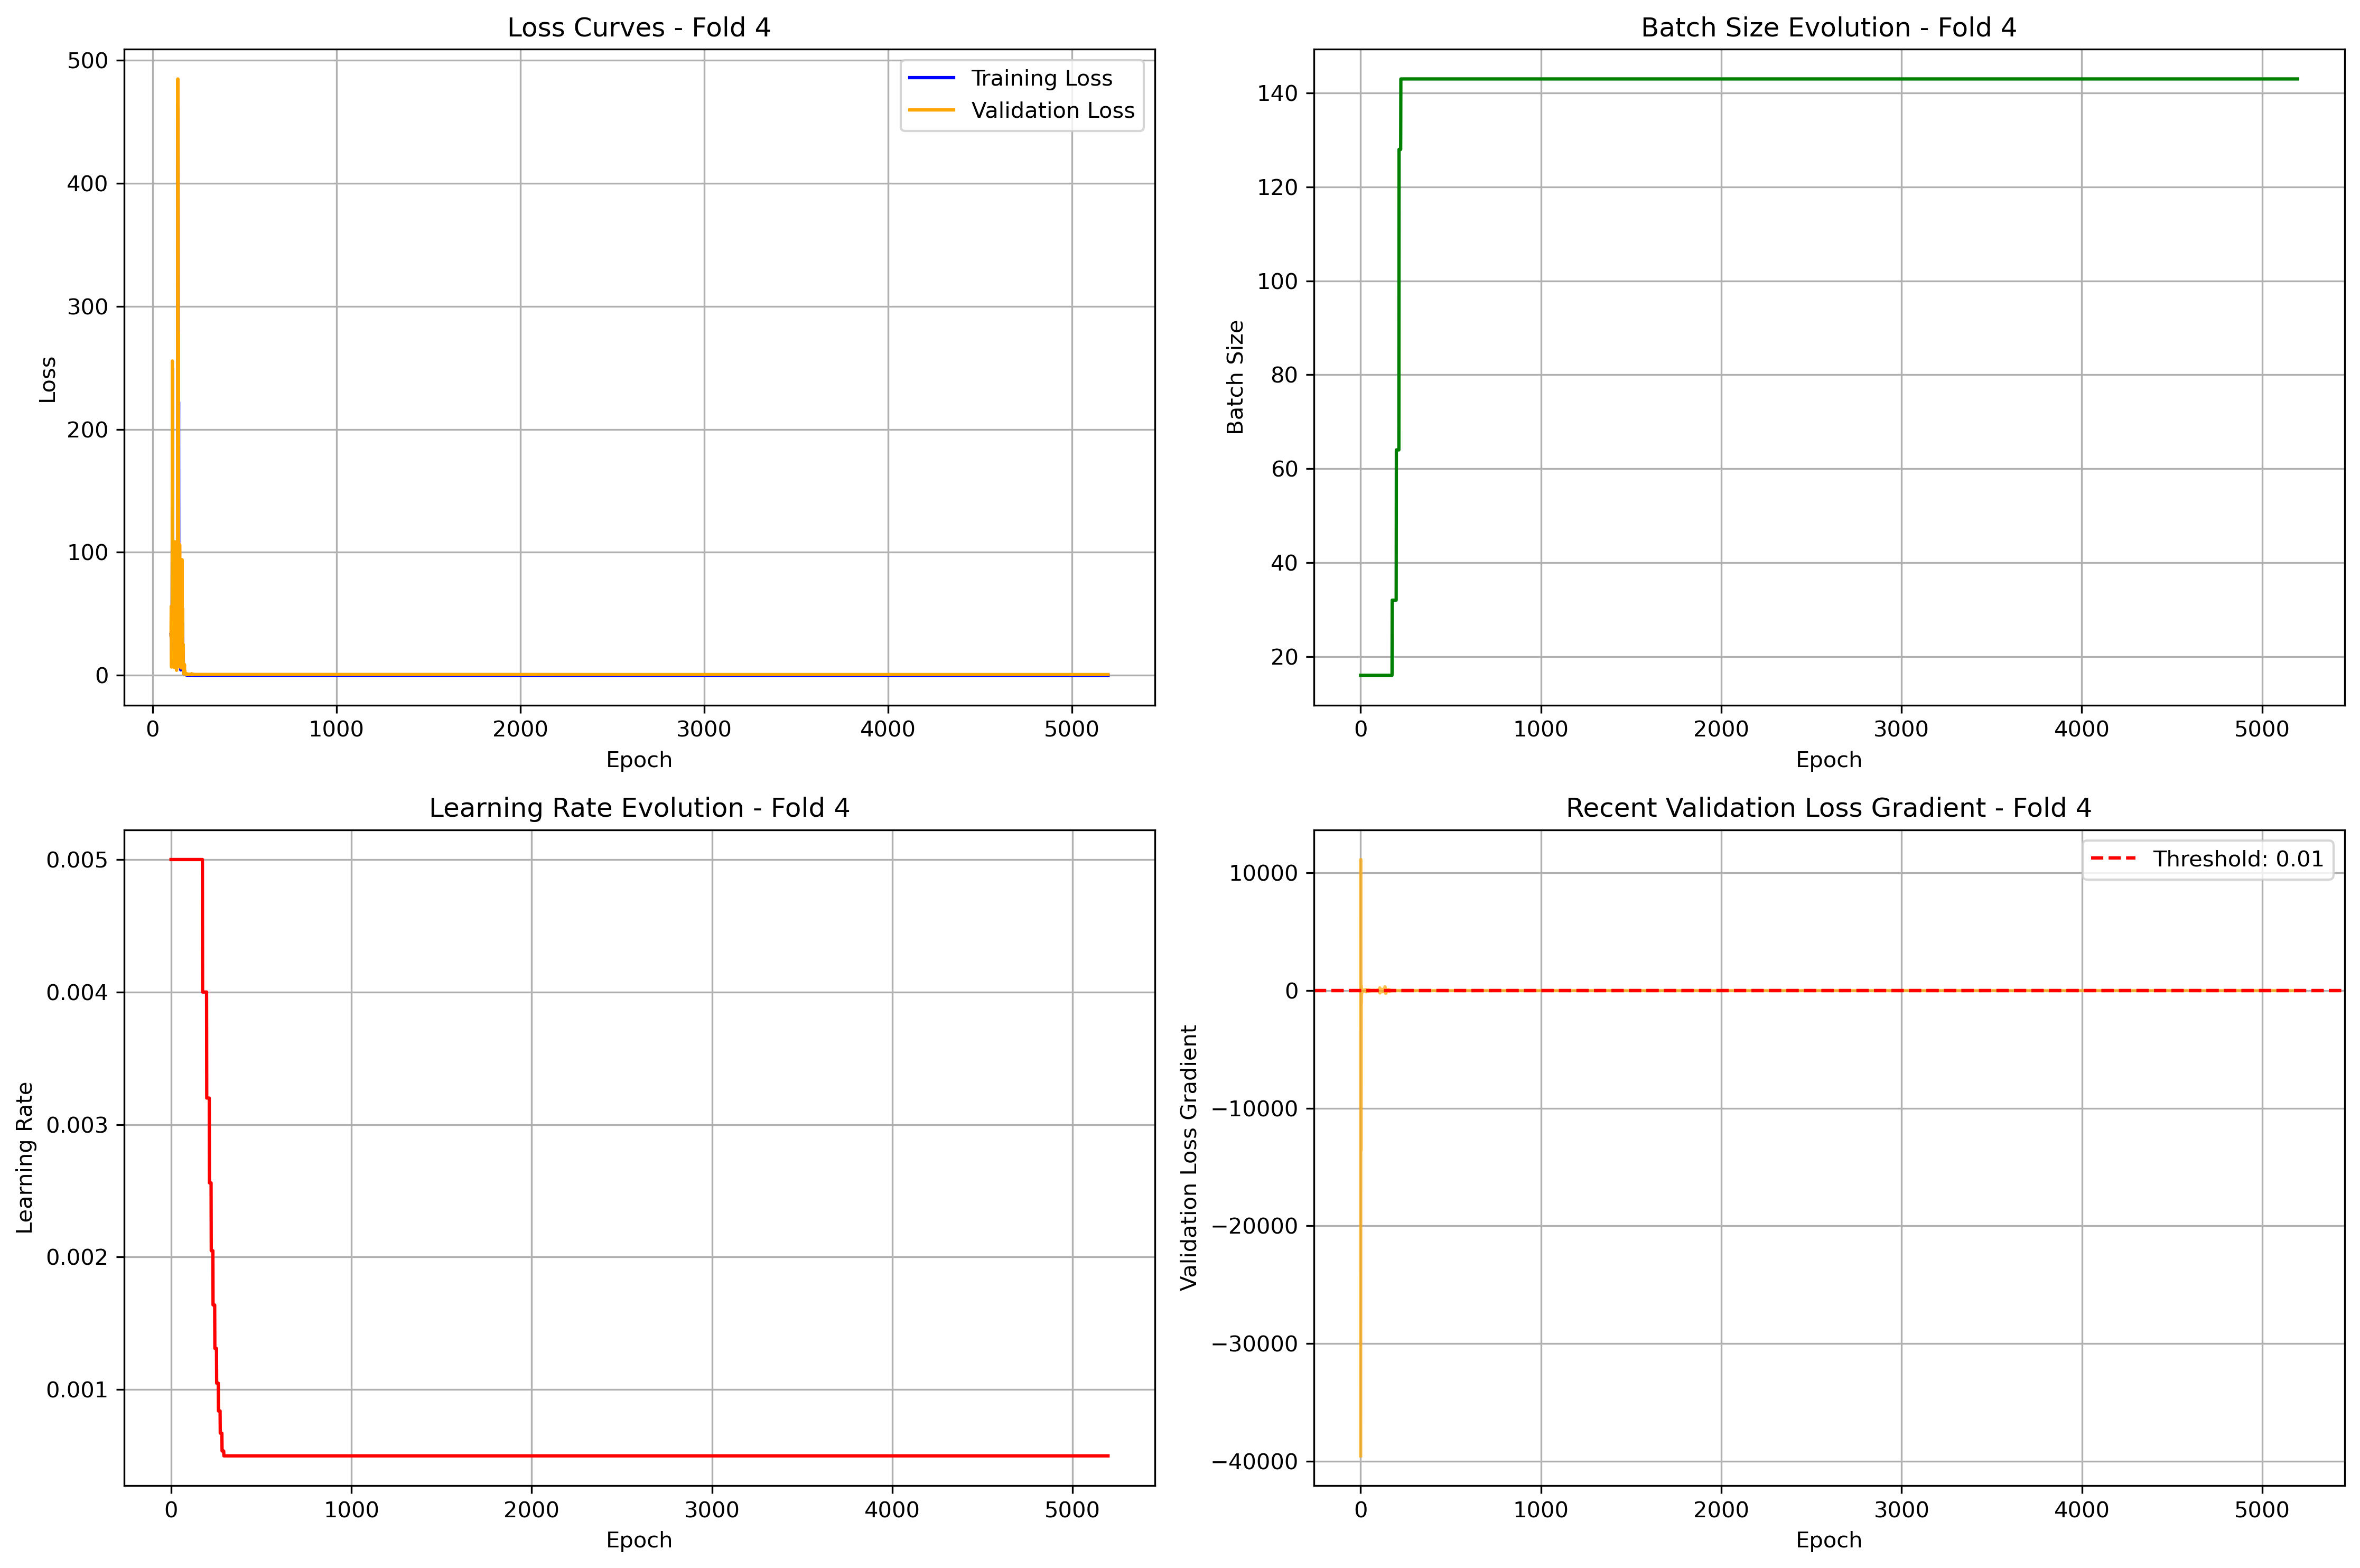 Loss Curves - Fold 4
500
400
300
200
100
0
Loss
Training Loss
Validation Loss
0 1000 2000 3000 4000 5000
Epoch
Batch Size Evolution - Fold 4
140
120
100
80
60
40
20
Batch Size
0 1000 2000 3000 4000 5000
Epoch
Learning Rate Evolution - Fold 4
0.005
0.004
0.003
0.002
0.001
Learning Rate
0 1000 2000 3000 4000 5000
Epoch
Recent Validation Loss Gradient - Fold 4
10000
0
−10000
−20000
−30000
−40000
Validation Loss Gradient
Threshold: 0.01
0 1000 2000 3000 4000 5000
Epoch